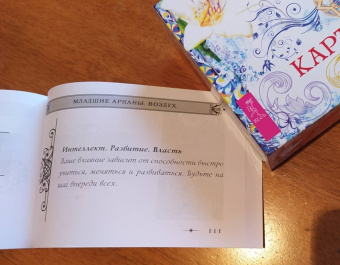 КАРТ
ВЕСЬ
МЛАДШИЕ АРКАНЫ. ВОЗДУХ
Интеллект. Развитие. Власть
Ваше влияние зависит от способности быстро
учиться, меняться и развиваться. Будьте на
шаг впереди всех.
111